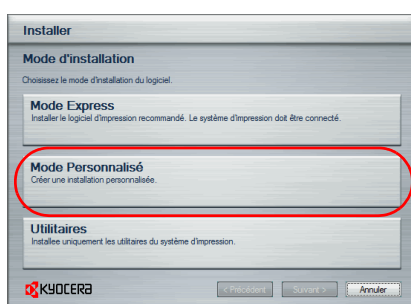 Installer
Mode d'installation
Choisissez le mode d'installation du logiciel.
Mode Express
Installer le logiciel d'impression recommandé. Le système d'impression doit être connecté.
Mode Personnalisé
Créer une installation personnalisée.
Utilitaires
Installee uniquement les utilitaires du système d'impression.
KYOCERA
< Précédent Suivant > Annuler